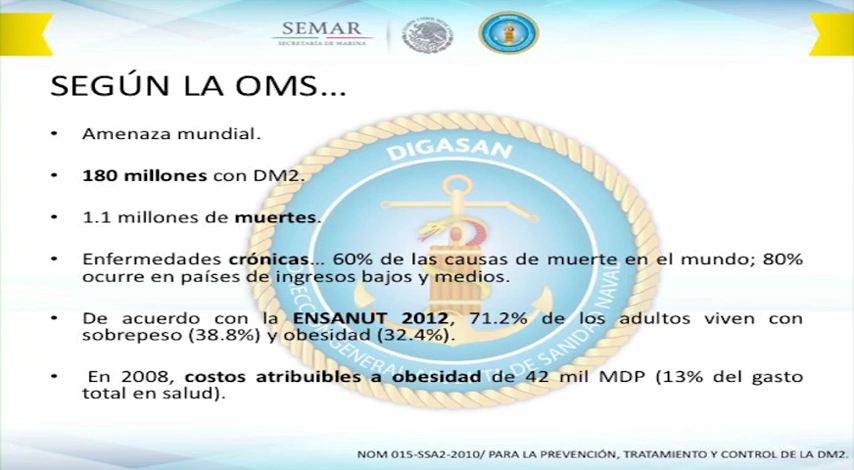 SEMAR
SECRETARÍA DE MARINA
SEGÚN LA OMS...
• Amenaza mundial.
• 180 millones con DM2.
• 1.1 millones de muertes.
• Enfermedades crónicas... 60% de las causas de muerte en el mundo; 80%
ocurre en países de ingresos bajos y medios.
• De acuerdo con la ENSANUT 2012, 71.2% de los adultos viven con
sobrepeso (38.8%) y obesidad (32.4%).
• En 2008, costos atribuibles a obesidad de 42 mil MDP (13% del gasto
total en salud).
DIGASAN
NOM 015-SSA2-2010/ PARA LA PREVENCIÓN, TRATAMIENTO Y CONTROL DE LA DM2.